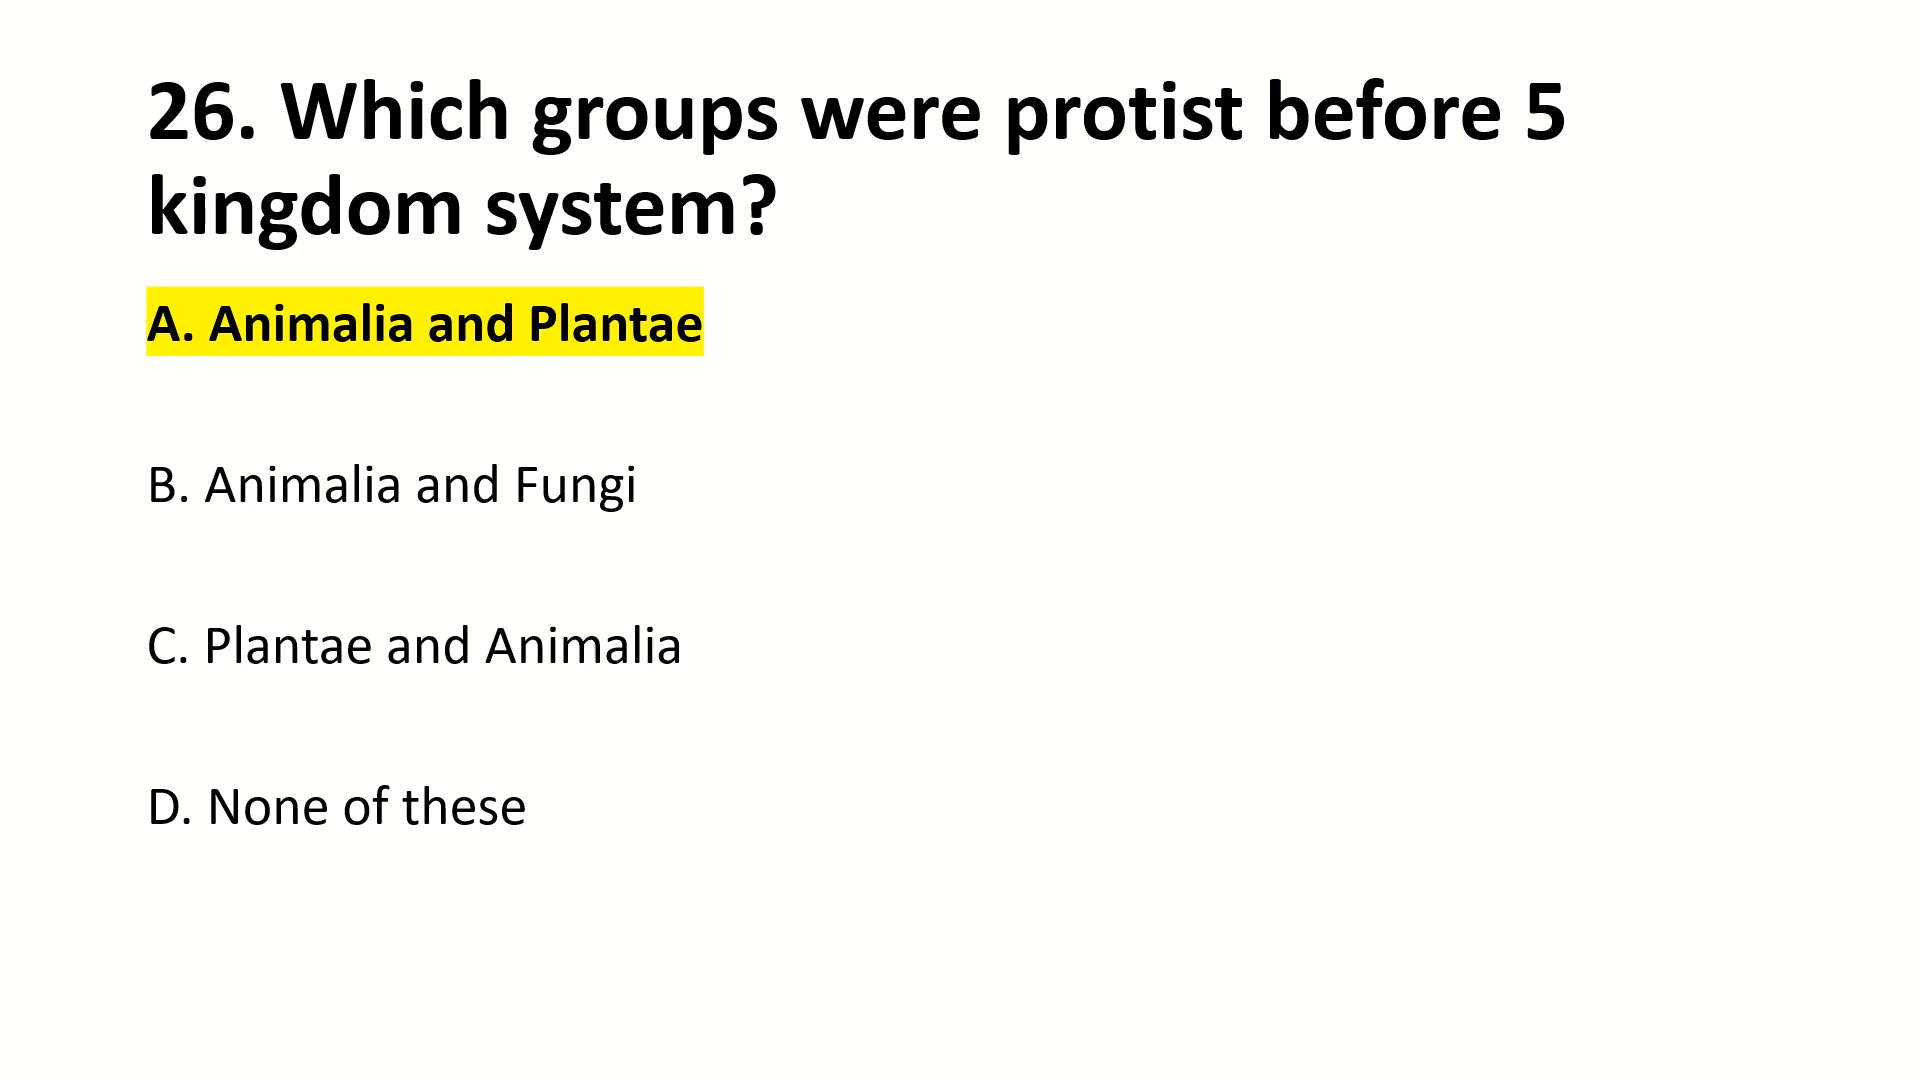 26. Which groups were protist before 5
kingdom system?
A. Animalia and Plantae
B. Animalia and Fungi
C. Plantae and Animalia
D. None of these